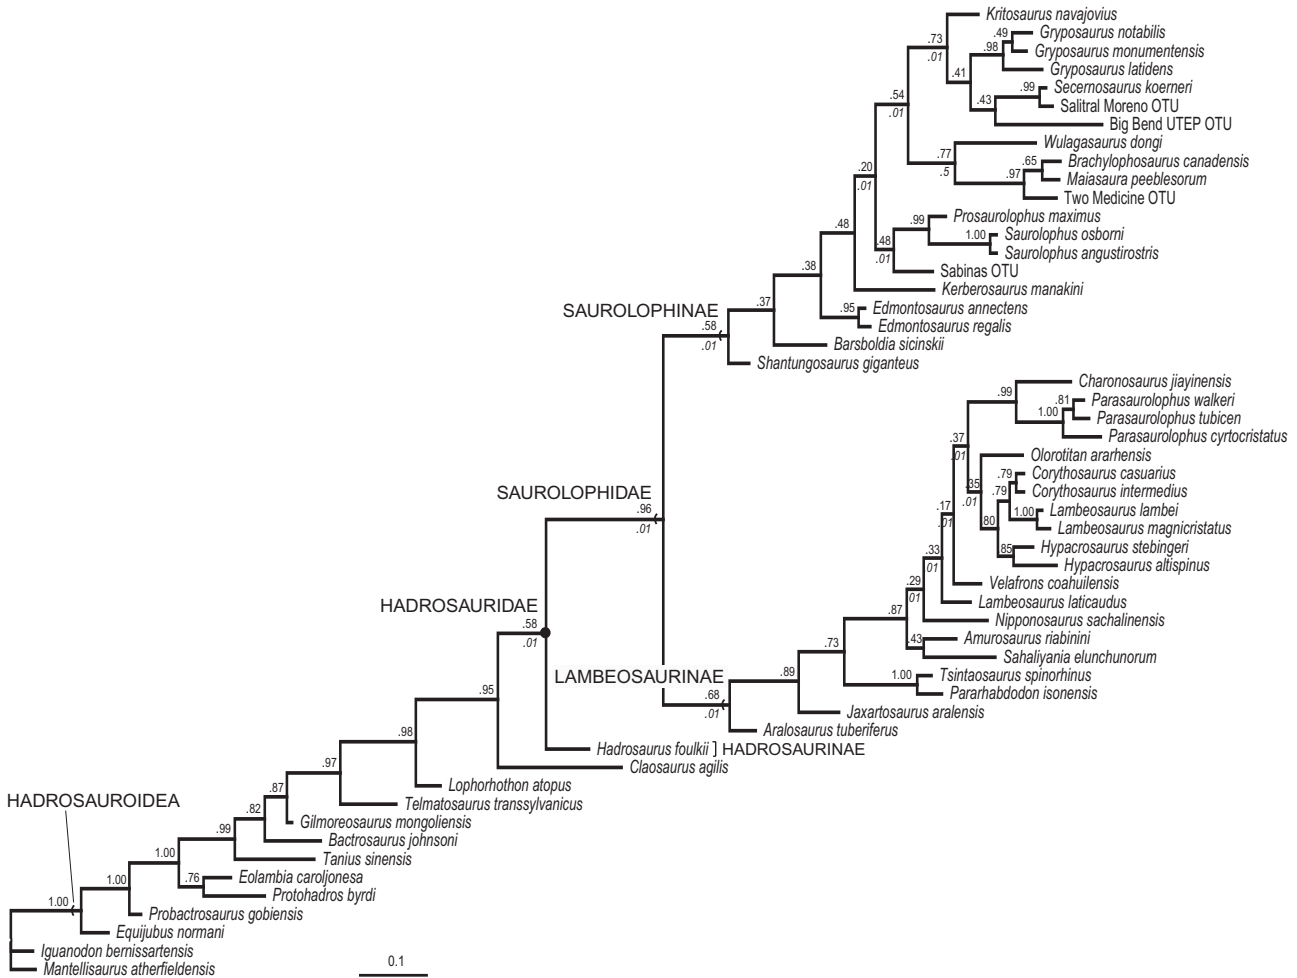 Kritosaurus navajovius
.49 Gryposaurus notabilis
.73 .98 Gryposaurus monumentensis
.01
.41 Gryposaurus latidens
.99 Secernosaurus koerneri
.54 .43 Salitral Moreno OTU
.01
Big Bend UTEP OTU
Wulagasaurus dongi
.77 .65 Brachylophosaurus canadensis
.20 .5 .97 Maiasaura peeblesorum
.01
Two Medicine OTU
.99 Prosaurolophus maximus
.48 .48 1.00 Saurolophus osborni
.01 Saurolophus angustirostris
.38 Sabinas OTU
Kerberosaurus manakini
SAUROLOPHINAE .37 .95 Edmontosaurus annectens
.58 Edmontosaurus regalis
.01 Barsboldia sicinskii
Shantungosaurus giganteus
.99 Charonosaurus jiayinensis
.81 Parasaurolophus walkeri
1.00 Parasaurolophus tubicen
.37 Parasaurolophus cyrtocristatus
.01 Olorotitan ararhensis
.79 Corythosaurus casuarius
SAUROLOPHIDAE .35 .79 Corythosaurus intermedius
.96 .17 .01 1.00 Lambeosaurus lambei
.01 .01 .80 Lambeosaurus magnicristatus
.33 .85 Hypacrosaurus stebingeri
01 Hypacrosaurus altispinus
.29 Velafrons coahuilensis
HADROSAURIDAE 01 Lambeosaurus laticaudus
.58 .87 Nipponosaurus sachalinensis
.01 .43 Amurosaurus riabinini
.73 Sahaliyania elunchunorum
LAMBEOSAURINAE .89 1.00 Tsintaosaurus spinorhinus
.95 .68 Pararhabdodon isonensis
.01 Jaxartosaurus aralensis
Aralosaurus tuberiferus
.98 Hadrosaurus foulkii ] HADROSAURINAE
.97 Claosaurus agilis
.87 Lophorhothon atopus
HADROSAUROIDEA .82 Telmatosaurus transsylvanicus
.99 Gilmoreosaurus mongoliensis
Bactrosaurus johnsoni
1.00 Tanius sinensis
1.00 .76 Eolambia caroljonesa
Protohadros byrdi
1.00 Probactrosaurus gobiensis
Equijubus normani
Iguanodon bernissartensis
0.1
Mantellisaurus atherfieldensis